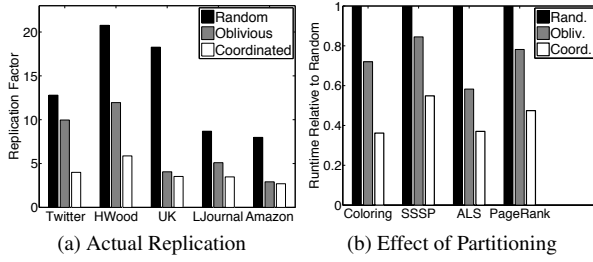 Replication Factor
20
15
10
5
0
Random
Oblivious
Coordinated
Twitter HWood UK LJournal Amazon
(a) Actual Replication
Runtime Relative to Random
1
0.8
0.6
0.4
0.2
0
Rand.
Obliv.
Coord.
Coloring SSSP ALS PageRank
(b) Effect of Partitioning